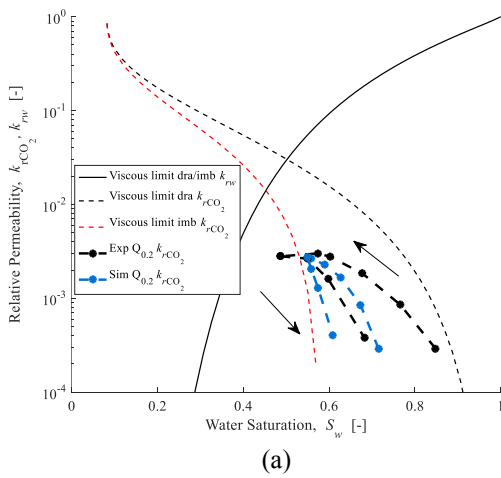 10^0
10^-1
10^-2
10^-3
10^-4
Relative Permeability, k_rCO2, k_rw [-]
Viscous limit dra/imb k_rw
Viscous limit dra k_rCO2
Viscous limit imb k_rCO2
Exp Q_0.2 k_rCO2
Sim Q_0.2 k_rCO2
0 0.2 0.4 0.6 0.8 1
Water Saturation, S_w [-]
(a)